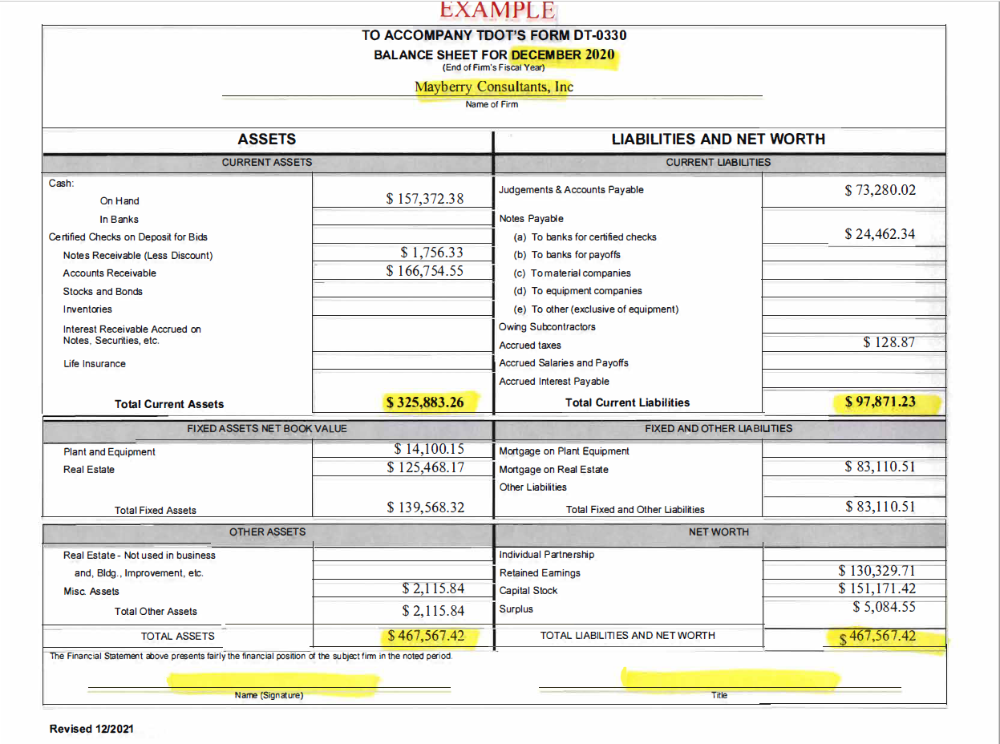 EXAMPLE
TO ACCOMPANY TDOT'S FORM DT-0330
BALANCE SHEET FOR DECEMBER 2020
(End of Firm's Fiscal Year)
Mayberry Consultants, Inc
Name of Firm
ASSETS
CURRENT ASSETS
Cash:
On Hand $ 157,372.38
In Banks
Certified Checks on Deposit for Bids
Notes Receivable (Less Discount) $ 1,756.33
Accounts Receivable $ 166,754.55
Stocks and Bonds
Inventories
Interest Receivable Accrued on
Notes, Securities, etc.
Life Insurance
Total Current Assets $ 325,883.26
LIABILITIES AND NET WORTH
CURRENT LIABILITIES
Judgements & Accounts Payable $ 73,280.02
Notes Payable
(a) To banks for certified checks $ 24,462.34
(b) To banks for payoffs
(c) To material companies
(d) To equipment companies
(e) To other (exclusive of equipment)
Owing Subcontractors
Accrued taxes $ 128.87
Accrued Salaries and Payoffs
Accrued Interest Payable
Total Current Liabilities $ 97,871.23
FIXED ASSETS NET BOOK VALUE
Plant and Equipment $ 14,100.15
Real Estate $ 125,468.17
Total Fixed Assets $ 139,568.32
FIXED AND OTHER LIABILITIES
Mortgage on Plant Equipment
Mortgage on Real Estate $ 83,110.51
Other Liabilities
Total Fixed and Other Liabilities $ 83,110.51
OTHER ASSETS
Real Estate - Not used in business
and, Bldg., Improvement, etc.
Misc. Assets $ 2,115.84
Total Other Assets $ 2,115.84
TOTAL ASSETS $ 467,567.42
NET WORTH
Individual Partnership
Retained Earnings $ 130,329.71
Capital Stock $ 151,171.42
Surplus $ 5,084.55
TOTAL LIABILITIES AND NET WORTH $ 467,567.42
The Financial Statement above presents fairly the financial position of the subject firm in the noted period.
Name (Signature)
Title
Revised 12/2021